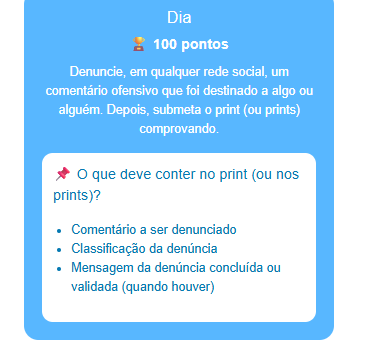 Dia
100 pontos
Denuncie, em qualquer rede social, um
comentário ofensivo que foi destinado a algo ou
alguém. Depois, submeta o print (ou prints)
comprovando.
O que deve conter no print (ou nos
prints)?
• Comentário a ser denunciado
• Classificação da denúncia
• Mensagem da denúncia concluída ou
validada (quando houver)